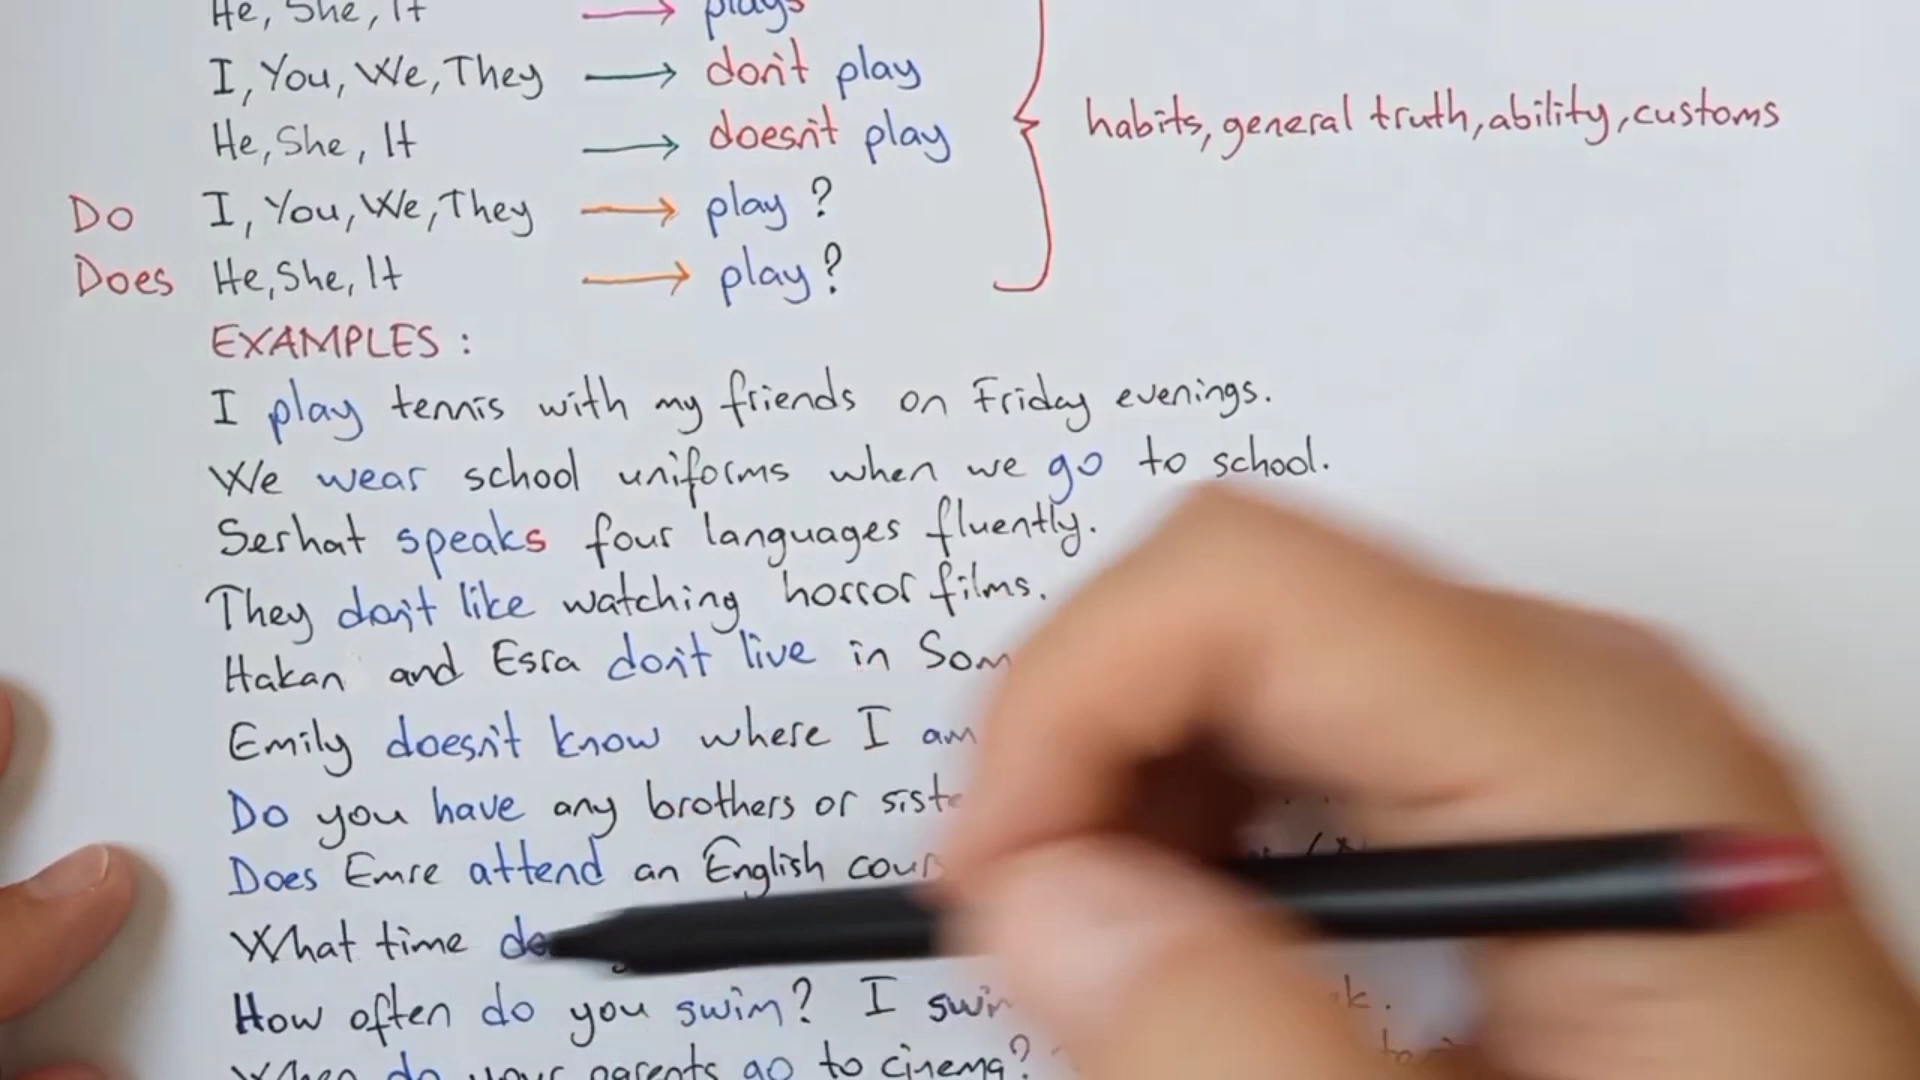 He, She, It → plays
I, You, We, They → don't play
He, She, It → doesn't play
habits, general truth, ability, customs
Do I, You, We, They → play ?
Does He, She, It → play ?
EXAMPLES :
I play tennis with my friends on Friday evenings.
We wear school uniforms when we go to school.
Serhat speaks four languages fluently.
They don't like watching horror films.
Hakan and Esra don't live in
Emily doesn't know where I am
Do you have any brothers or
Does Emre attend an English
What time
How often do you swim? I
When do your parents go to cinema?